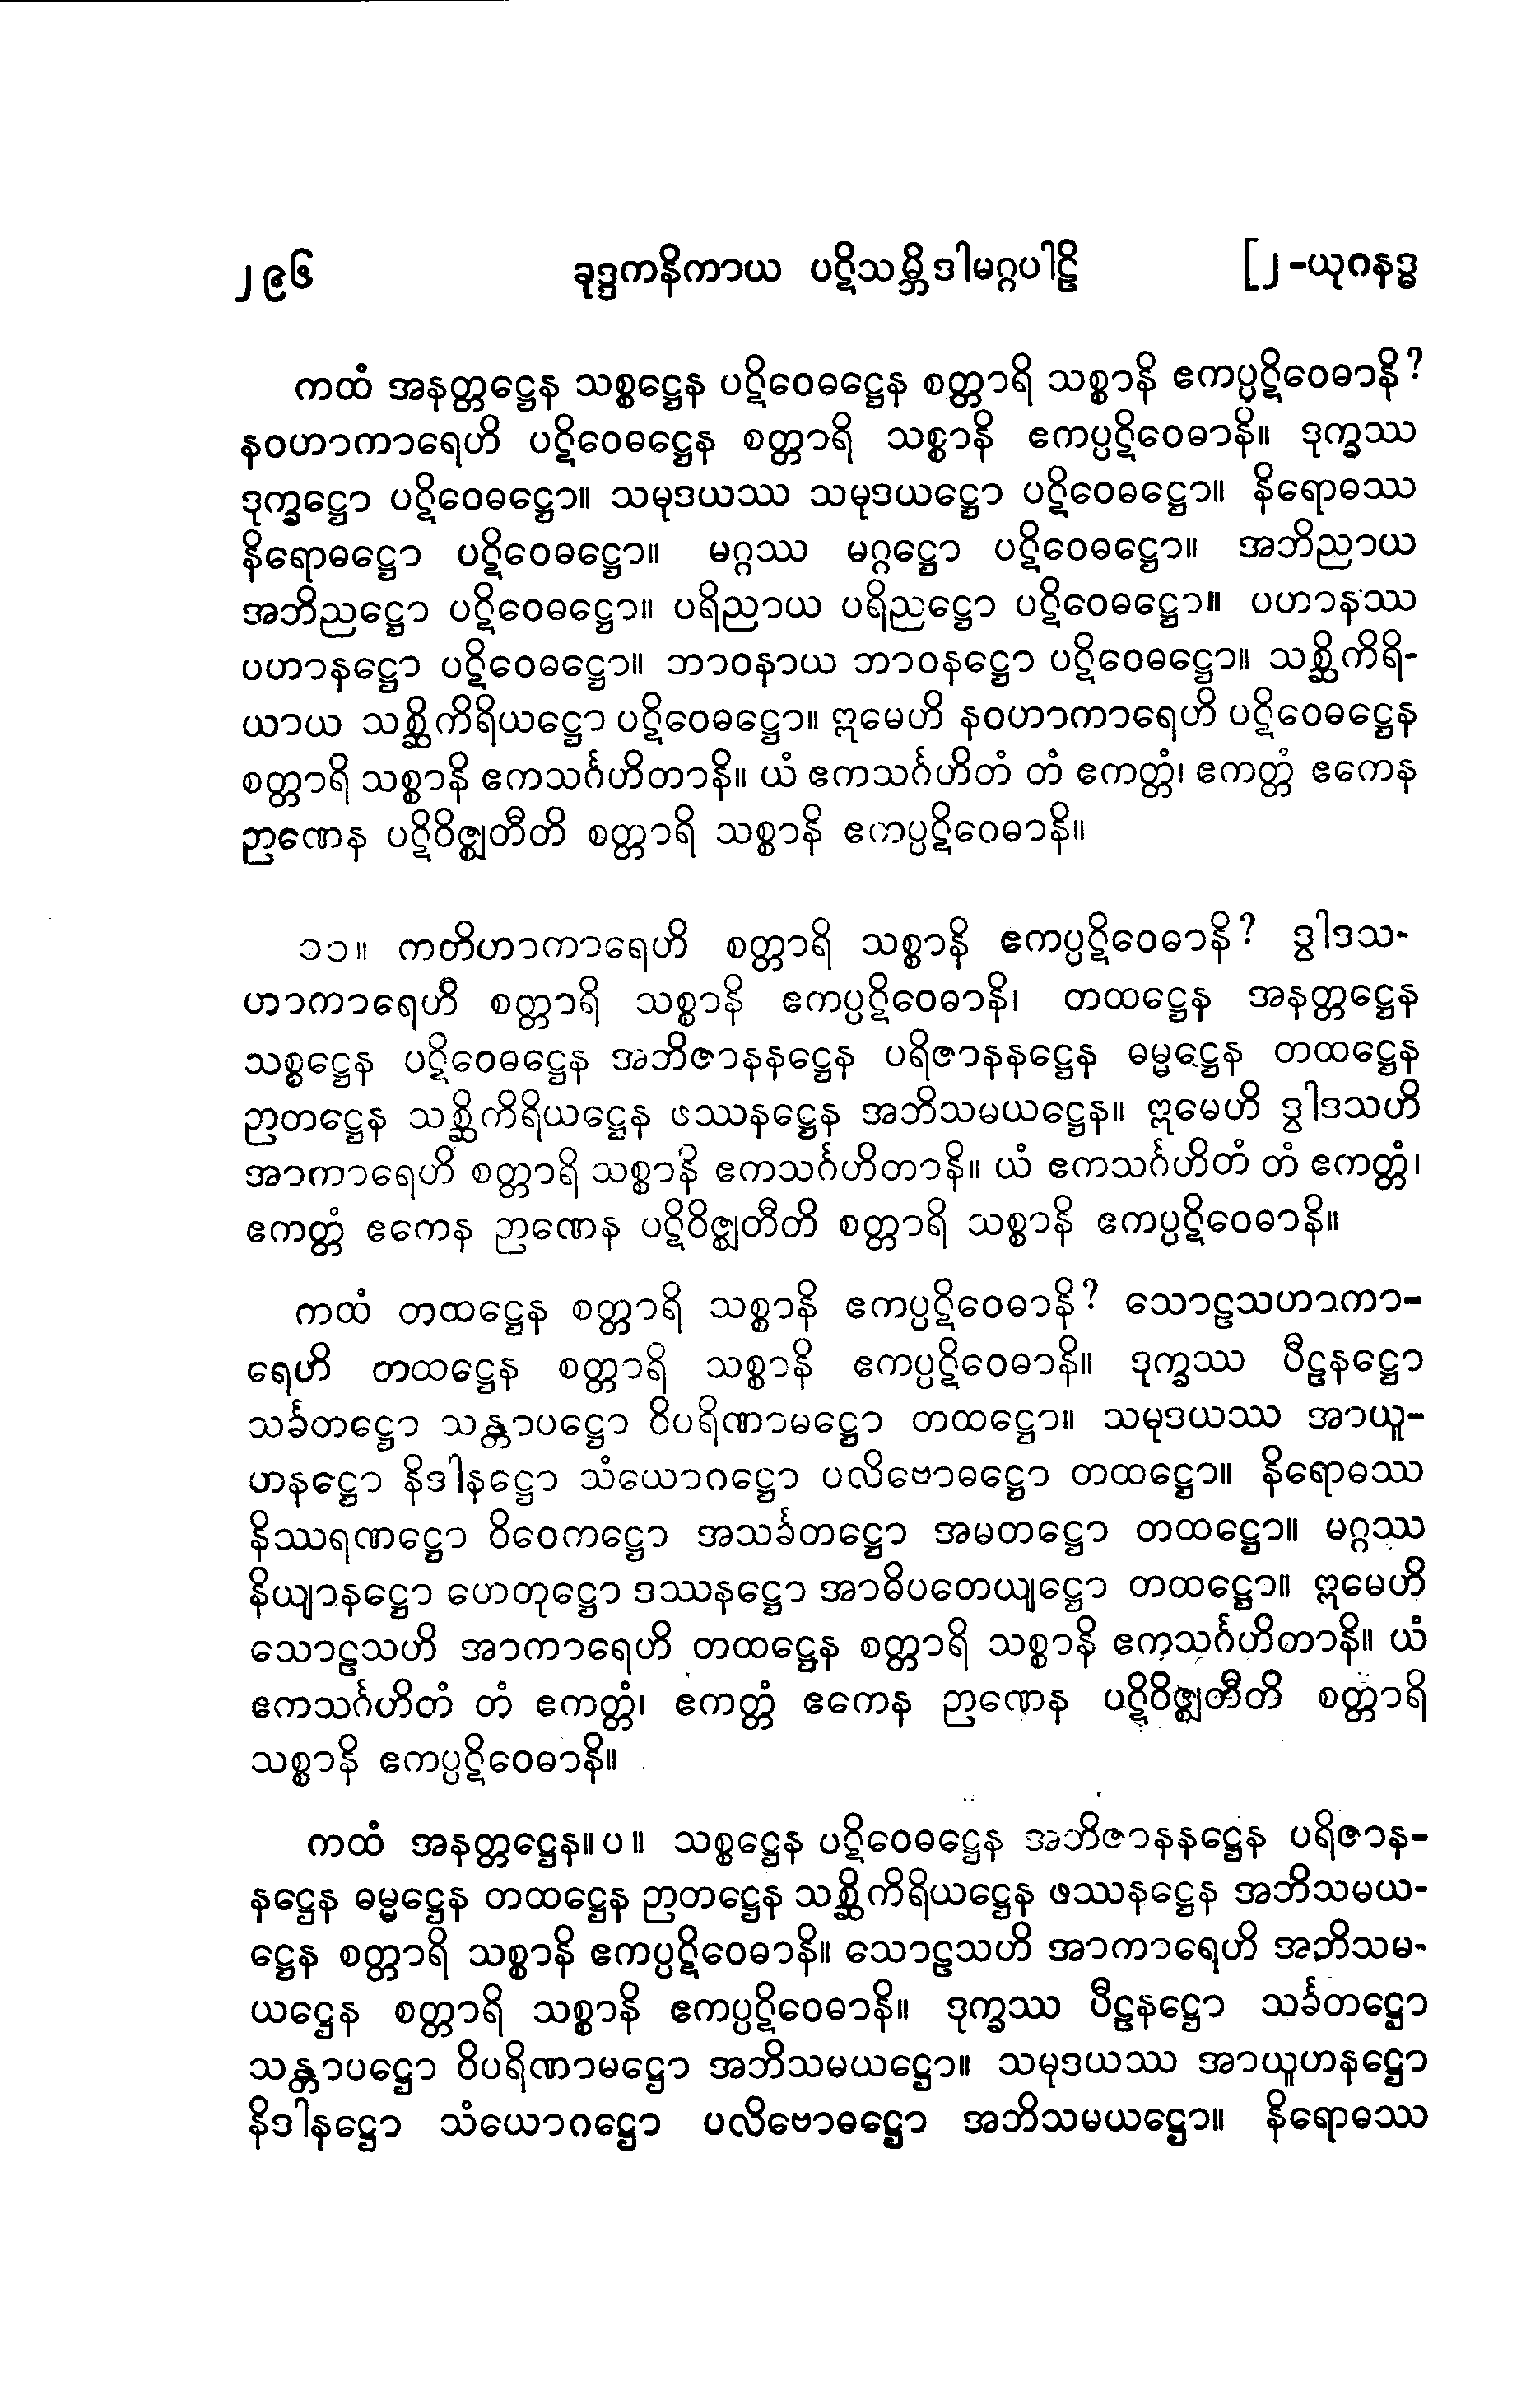 ၂၉၆ ခုဒ္ဒကနိကာယ ပဋိသမ္ဘိဒါမဂ္ဂပါဠိ [၂-ယုဂနဒ္ဓ
ကထံ အနတ္တဋ္ဌေန သစ္စဋ္ဌေန ပဋိဝေဓဋ္ဌေန စတ္တာရိ သစ္စာနိ ဧကပ္ပဋိဝေဓာနိ?
နဝဟာကာရေဟိ ပဋိဝေဓဋ္ဌေန စတ္တာရိ သစ္စာနိ ဧကပ္ပဋိဝေဓာနိ။ ဒုက္ခဿ
ဒုက္ခဋ္ဌော ပဋိဝေဓဋ္ဌော။ သမုဒယဿ သမုဒယဋ္ဌော ပဋိဝေဓဋ္ဌော။ နိရောဓဿ
နိရောဓဋ္ဌော ပဋိဝေဓဋ္ဌော။ မဂ္ဂဿ မဂ္ဂဋ္ဌော ပဋိဝေဓဋ္ဌော။ အဘိညာယ
အဘိညဋ္ဌော ပဋိဝေဓဋ္ဌော။ ပရိညာယ ပရိညဋ္ဌော ပဋိဝေဓဋ္ဌော။ ပဟာနဿ
ပဟာနဋ္ဌော ပဋိဝေဓဋ္ဌော။ ဘာဝနာယ ဘာဝနဋ္ဌော ပဋိဝေဓဋ္ဌော။ သစ္ဆိကိရိ-
ယာယ သစ္ဆိကိရိယဋ္ဌော ပဋိဝေဓဋ္ဌော။ ဣမေဟိ နဝဟာကာရေဟိ ပဋိဝေဓဋ္ဌေန
စတ္တာရိ သစ္စာနိ ဧကသင်္ဂဟိတာနိ။ ယံ ဧကသင်္ဂဟိတံ တံ ဧကတ္တံ၊ ဧကတ္တံ ဧကေန
ဉာဏေန ပဋိဝိဇ္ဈတီတိ စတ္တာရိ သစ္စာနိ ဧကပ္ပဋိဝေဓာနိ။
၁၁။ ကတိဟာကာရေဟိ စတ္တာရိ သစ္စာနိ ဧကပ္ပဋိဝေဓာနိ? ဒွါဒသ-
ဟာကာရေဟိ စတ္တာရိ သစ္စာနိ ဧကပ္ပဋိဝေဓာနိ၊ တထဋ္ဌေန အနတ္တဋ္ဌေန
သစ္စဋ္ဌေန ပဋိဝေဓဋ္ဌေန အဘိဇာနနဋ္ဌေန ပရိဇာနနဋ္ဌေန ဓမ္မဋ္ဌေန တထဋ္ဌေန
ဉာတဋ္ဌေန သစ္ဆိကိရိယဋ္ဌေန ဖဿနဋ္ဌေန အဘိသမယဋ္ဌေန။ ဣမေဟိ ဒွါဒသဟိ
အာကာရေဟိ စတ္တာရိ သစ္စာနိ ဧကသင်္ဂဟိတာနိ။ ယံ ဧကသင်္ဂဟိတံ တံ ဧကတ္တံ၊
ဧကတ္တံ ဧကေန ဉာဏေန ပဋိဝိဇ္ဈတီတိ စတ္တာရိ သစ္စာနိ ဧကပ္ပဋိဝေဓာနိ။
ကထံ တထဋ္ဌေန စတ္တာရိ သစ္စာနိ ဧကပ္ပဋိဝေဓာနိ? သောဠသဟာကာ-
ရေဟိ တထဋ္ဌေန စတ္တာရိ သစ္စာနိ ဧကပ္ပဋိဝေဓာနိ။ ဒုက္ခဿ ပီဠနဋ္ဌော
သင်္ခတဋ္ဌော သန္တာပဋ္ဌော ဝိပရိဏာမဋ္ဌော တထဋ္ဌော။ သမုဒယဿ အာယူ-
ဟနဋ္ဌော နိဒါနဋ္ဌော သံယောဂဋ္ဌော ပလိဗောဓဋ္ဌော တထဋ္ဌော။ နိရောဓဿ
နိဿရဏဋ္ဌော ဝိဝေကဋ္ဌော အသင်္ခတဋ္ဌော အမတဋ္ဌော တထဋ္ဌော။ မဂ္ဂဿ
နိယျာနဋ္ဌော ဟေတုဋ္ဌော ဒဿနဋ္ဌော အာဓိပတေယျဋ္ဌော တထဋ္ဌော။ ဣမေဟိ
သောဠသဟိ အာကာရေဟိ တထဋ္ဌေန စတ္တာရိ သစ္စာနိ ဧကသင်္ဂဟိတာနိ။ ယံ
ဧကသင်္ဂဟိတံ တံ ဧကတ္တံ၊ ဧကတ္တံ ဧကေန ဉာဏေန ပဋိဝိဇ္ဈတီတိ စတ္တာရိ
သစ္စာနိ ဧကပ္ပဋိဝေဓာနိ။
ကထံ အနတ္တဋ္ဌေန။ပ။ သစ္စဋ္ဌေန ပဋိဝေဓဋ္ဌေန အဘိဇာနနဋ္ဌေန ပရိဇာန-
နဋ္ဌေန ဓမ္မဋ္ဌေန တထဋ္ဌေန ဉာတဋ္ဌေန သစ္ဆိကိရိယဋ္ဌေန ဖဿနဋ္ဌေန အဘိသမယ-
ဋ္ဌေန စတ္တာရိ သစ္စာနိ ဧကပ္ပဋိဝေဓာနိ။ သောဠသဟိ အာကာရေဟိ အဘိသမ-
ယဋ္ဌေန စတ္တာရိ သစ္စာနိ ဧကပ္ပဋိဝေဓာနိ။ ဒုက္ခဿ ပီဠနဋ္ဌော သင်္ခတဋ္ဌော
သန္တာပဋ္ဌော ဝိပရိဏာမဋ္ဌော အဘိသမယဋ္ဌော။ သမုဒယဿ အာယူဟနဋ္ဌော
နိဒါနဋ္ဌော သံယောဂဋ္ဌော ပလိဗောဓဋ္ဌော အဘိသမယဋ္ဌော။ နိရောဓဿ